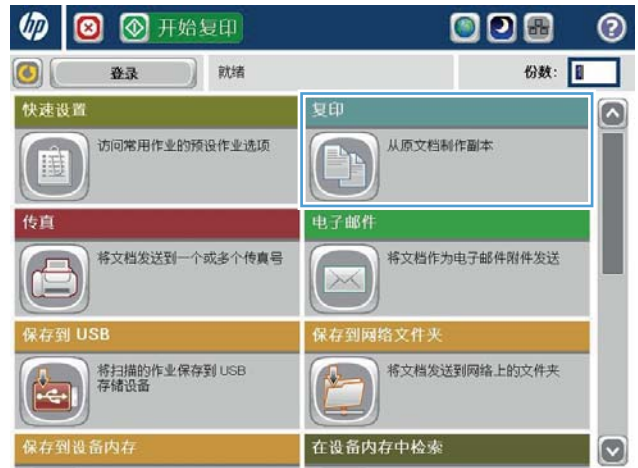 hp 开始复印 ?
登录 就绪 份数: 1
快速设置
访问常用作业的预设作业选项
复印
从原文档制作副本
传真
将文档发送到一个或多个传真号
电子邮件
将文档作为电子邮件附件发送
保存到 USB
将扫描的作业保存到 USB
存储设备
保存到网络文件夹
将文档发送到网络上的文件夹
保存到设备内存
在设备内存中检索